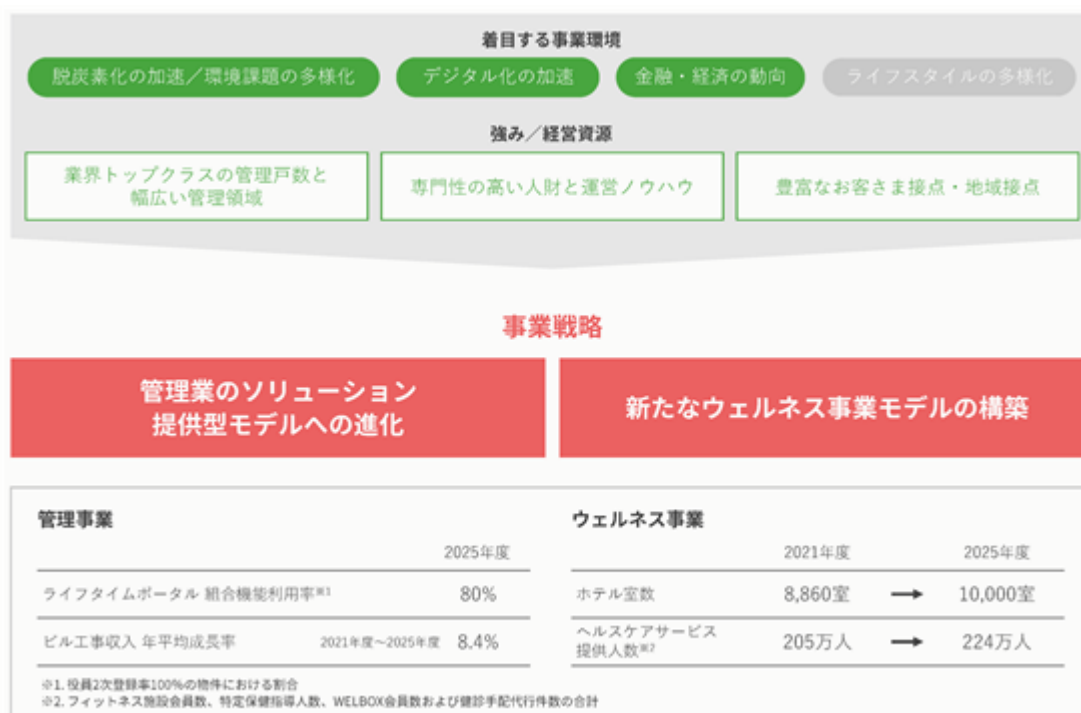 着目する事業環境
脱炭素化の加速／環境課題の多様化
デジタル化の加速
金融・経済の動向
ライフスタイルの多様化
強み／経営資源
業界トップクラスの管理戸数と
幅広い管理領域
専門性の高い人財と運営ノウハウ
豊富なお客さま接点・地域接点
事業戦略
管理業のソリューション
提供型モデルへの進化
新たなウェルネス事業モデルの構築
管理事業
2025年度
ライフタイムポータル 組合機能利用率※1 80%
ビル工事収入 年平均成長率 2021年度～2025年度 8.4%
ウェルネス事業
2021年度 2025年度
ホテル室数 8,860室 → 10,000室
ヘルスケアサービス
提供人数※2 205万人 → 224万人
※1. 役員2次登録率100%の物件における割合
※2. フィットネス施設会員数、特定保健指導人数、WELBOX会員数および健診手配代行件数の合計